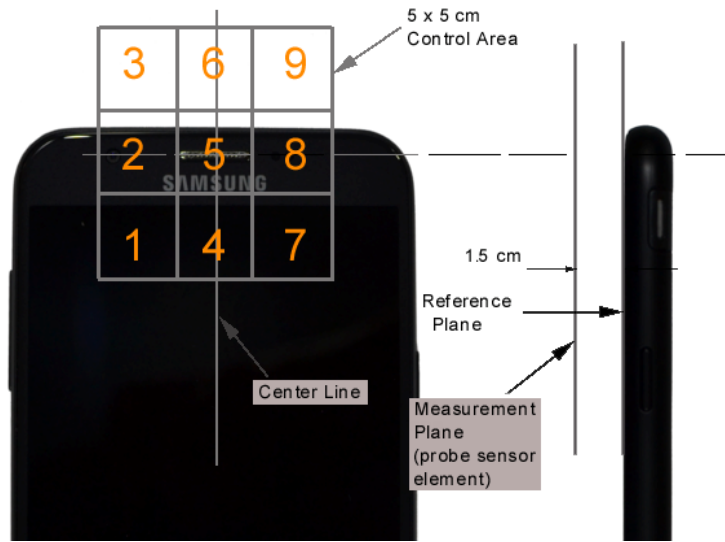 5 x 5 cm
Control Area
3 6 9
2 5 8
SAMSUNG
1 4 7
1.5 cm
Reference
Plane
Center Line
Measurement
Plane
(probe sensor
element)